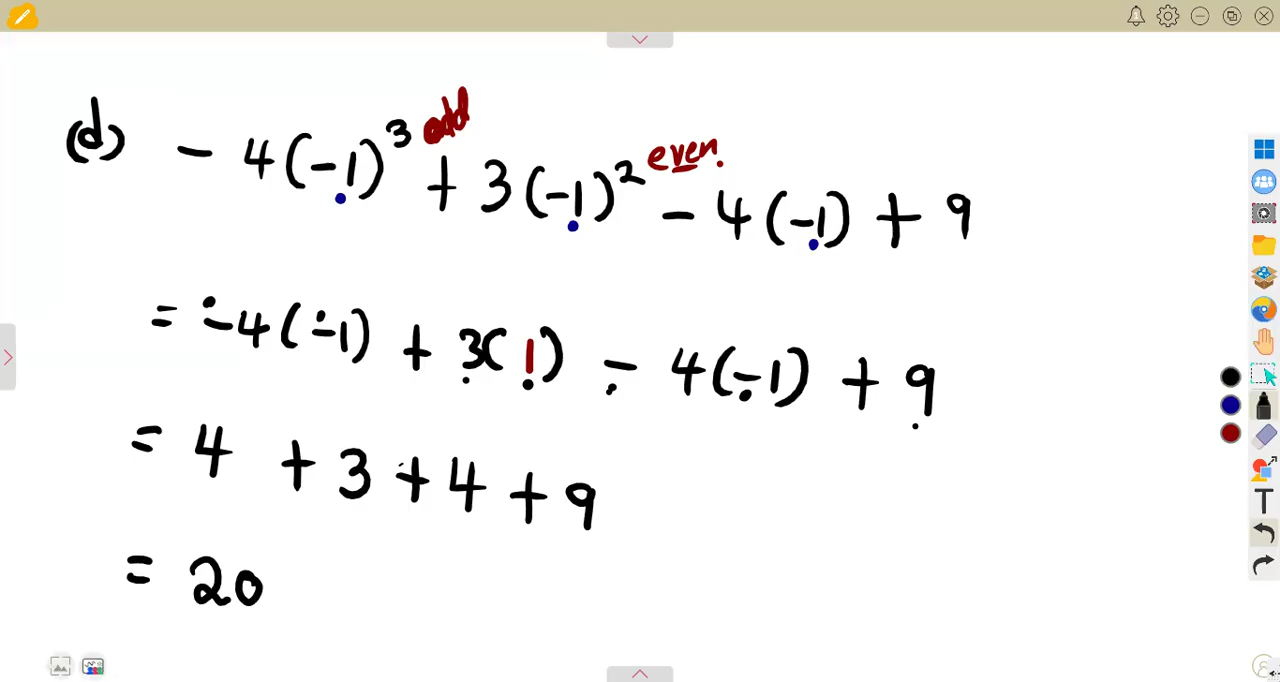 (d) -4(-1)³ odd + 3(-1)² even. - 4(-1) + 9
= -4(-1) + 3(1) - 4(-1) + 9
= 4 + 3 + 4 + 9
= 20
T